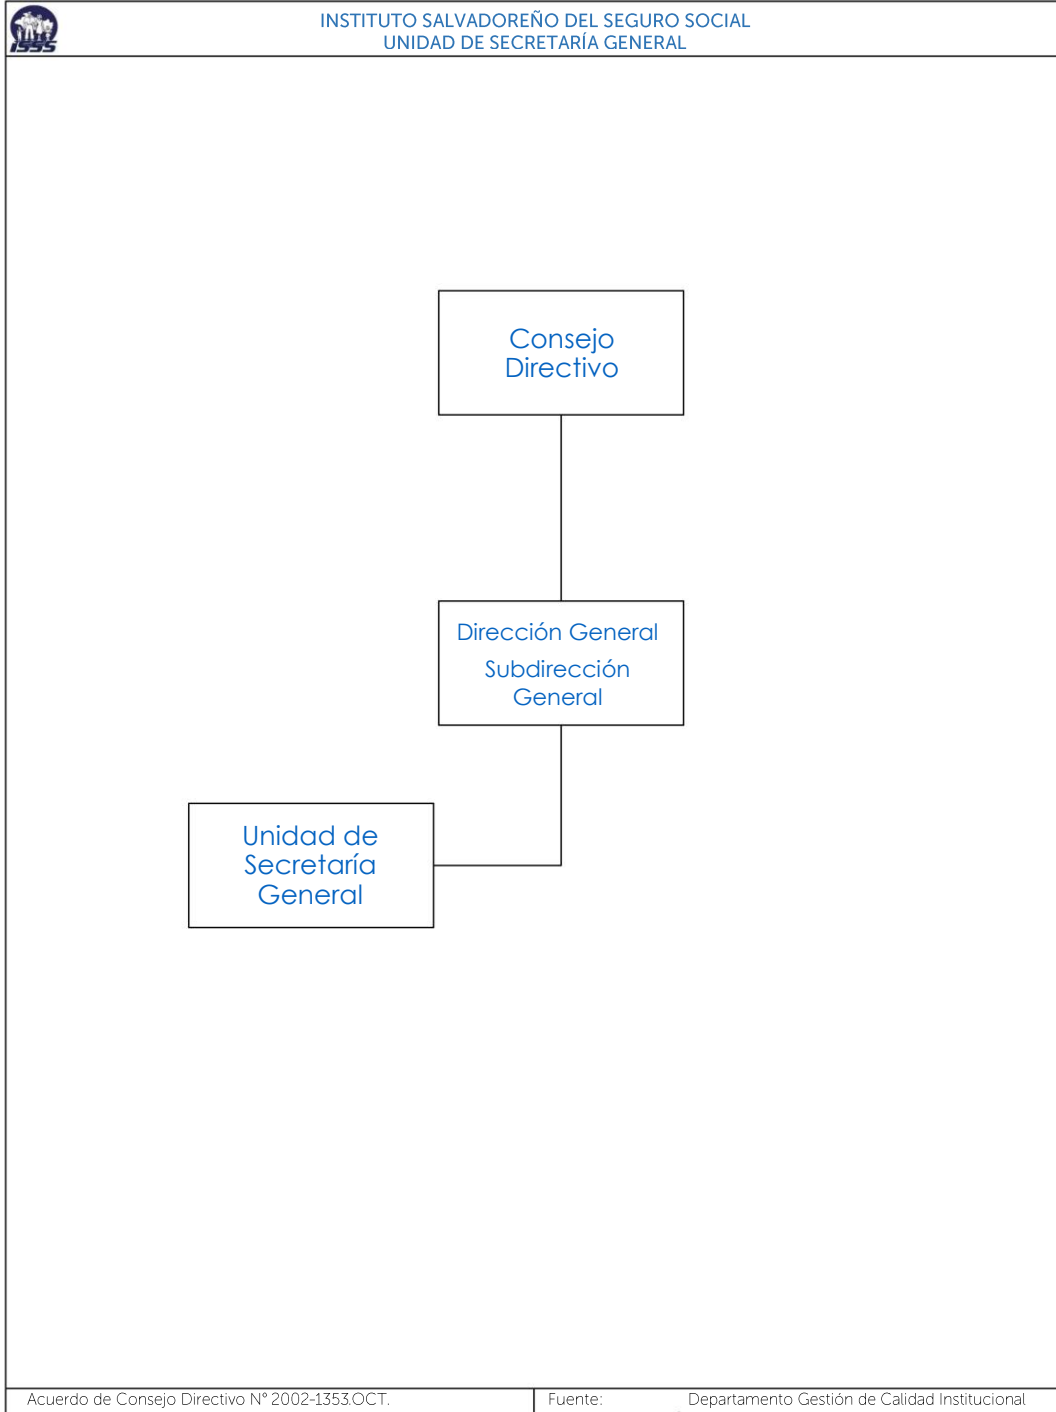 ISSS
INSTITUTO SALVADOREÑO DEL SEGURO SOCIAL
UNIDAD DE SECRETARÍA GENERAL
Consejo
Directivo
Dirección General
Subdirección
General
Unidad de
Secretaría
General
Acuerdo de Consejo Directivo N° 2002-1353.OCT.
Fuente: Departamento Gestión de Calidad Institucional